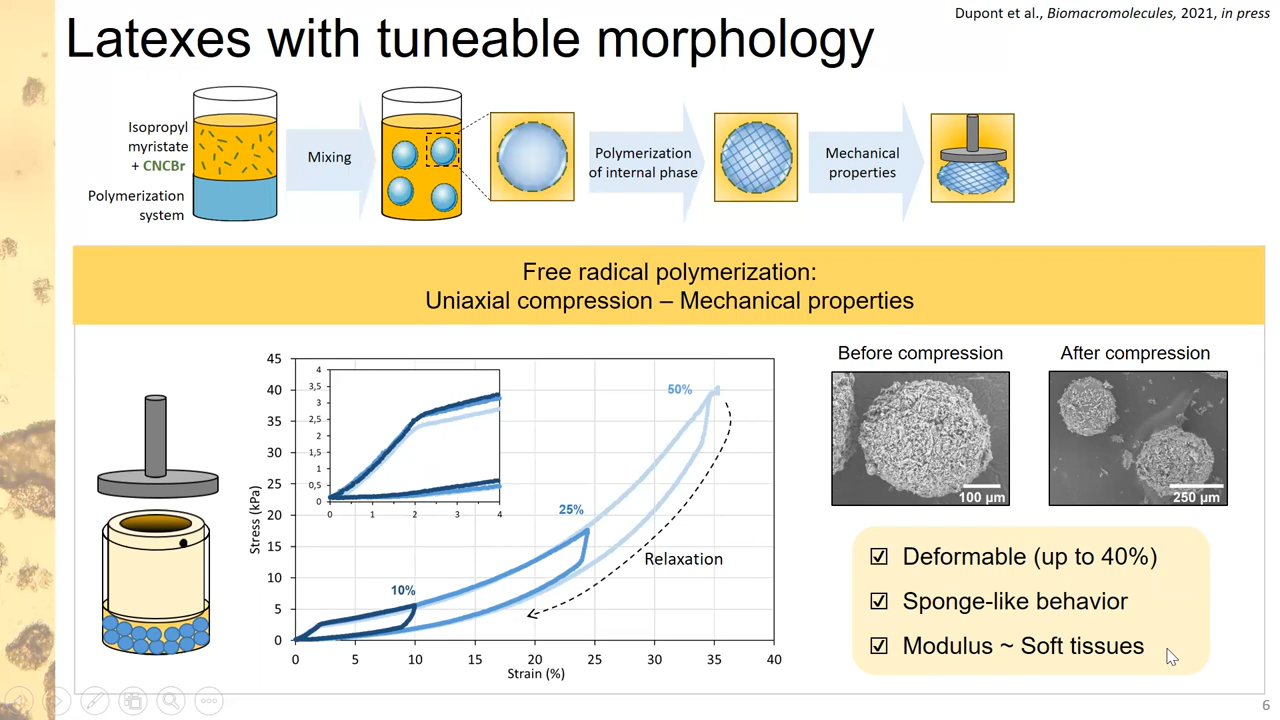 Dupont et al., Biomacromolecules, 2021, in press
Latexes with tuneable morphology
Isopropyl
myristate
+ CNCBr
Polymerization
system
Mixing
Polymerization
of internal phase
Mechanical
properties
Free radical polymerization:
Uniaxial compression – Mechanical properties
Stress (kPa)
45
40
35
30
25
20
15
10
5
0
0
5
10
15
20
25
30
35
40
Strain (%)
4
3,5
3
2,5
2
1,5
1
0,5
0
0
1
2
3
4
10%
25%
50%
Relaxation
Before compression
After compression
100 µm
250 µm
☑ Deformable (up to 40%)
☑ Sponge-like behavior
☑ Modulus ~ Soft tissues
6